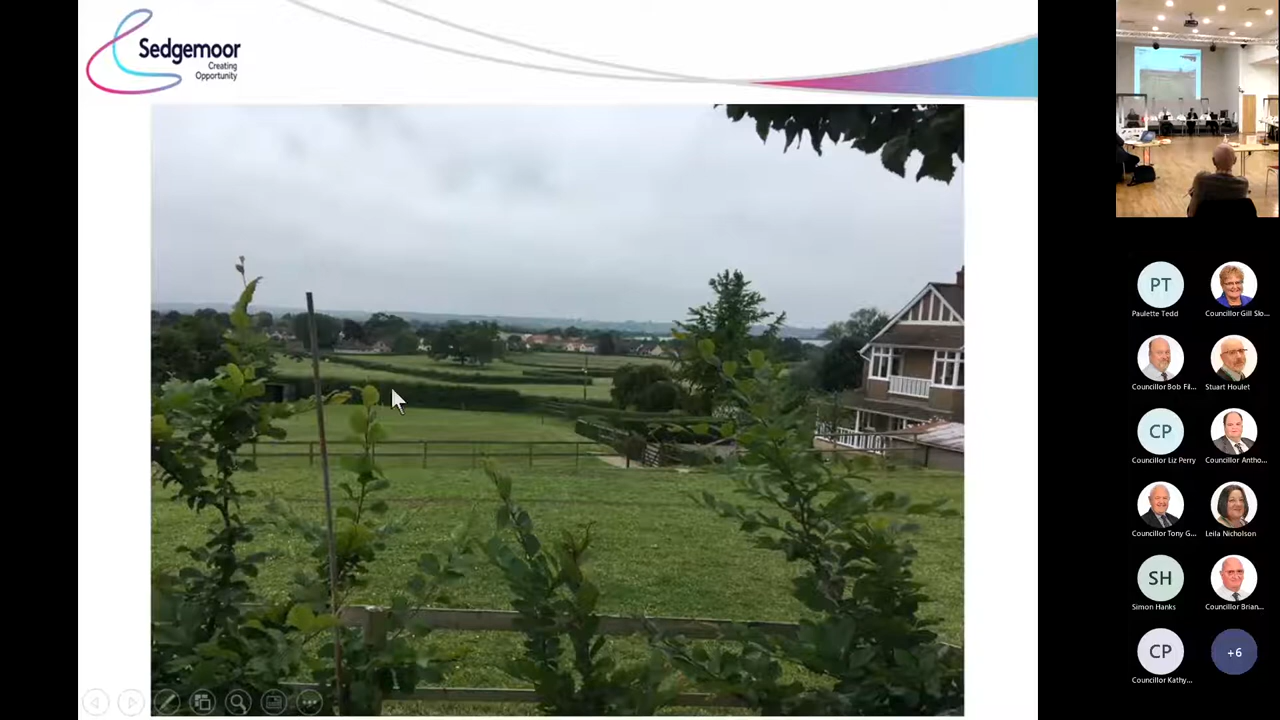 Sedgemoor
Creating
Opportunity
PT
Paulette Tedd
Councillor Gill Slo...
Councillor Bob Fil...
Stuart Houlet
CP
Councillor Liz Perry
Councillor Antho...
Councillor Tony G...
Leila Nicholson
SH
Simon Hanks
Councillor Brian...
CP
Councillor Kathy...
+6